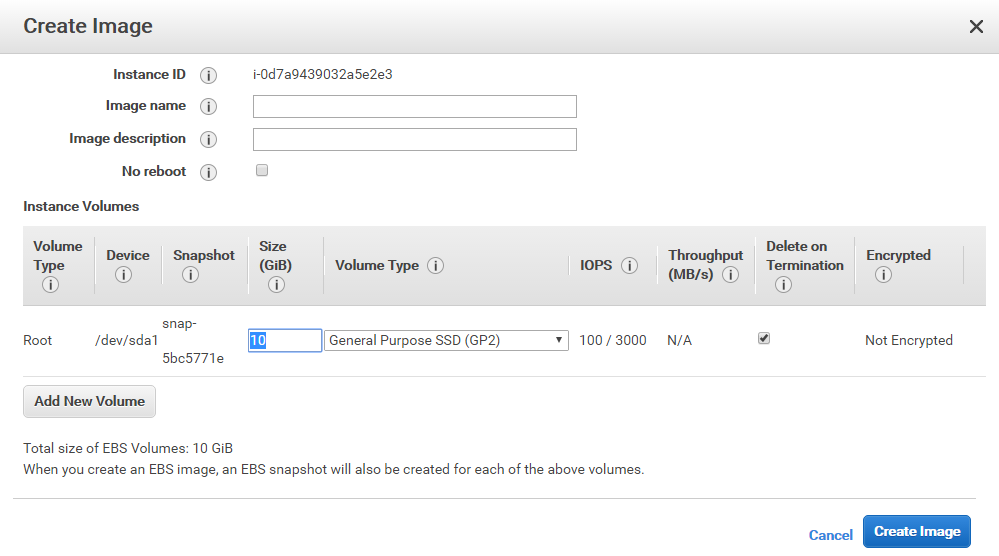 Create Image
Instance ID i-0d7a9439032a5e2e3
Image name
Image description
No reboot
Instance Volumes
Volume Type Device Snapshot Size (GiB) Volume Type IOPS Throughput (MB/s) Delete on Termination Encrypted
Root /dev/sda1 snap-5bc5771e 10 General Purpose SSD (GP2) 100 / 3000 N/A Not Encrypted
Add New Volume
Total size of EBS Volumes: 10 GiB
When you create an EBS image, an EBS snapshot will also be created for each of the above volumes.
Cancel Create Image